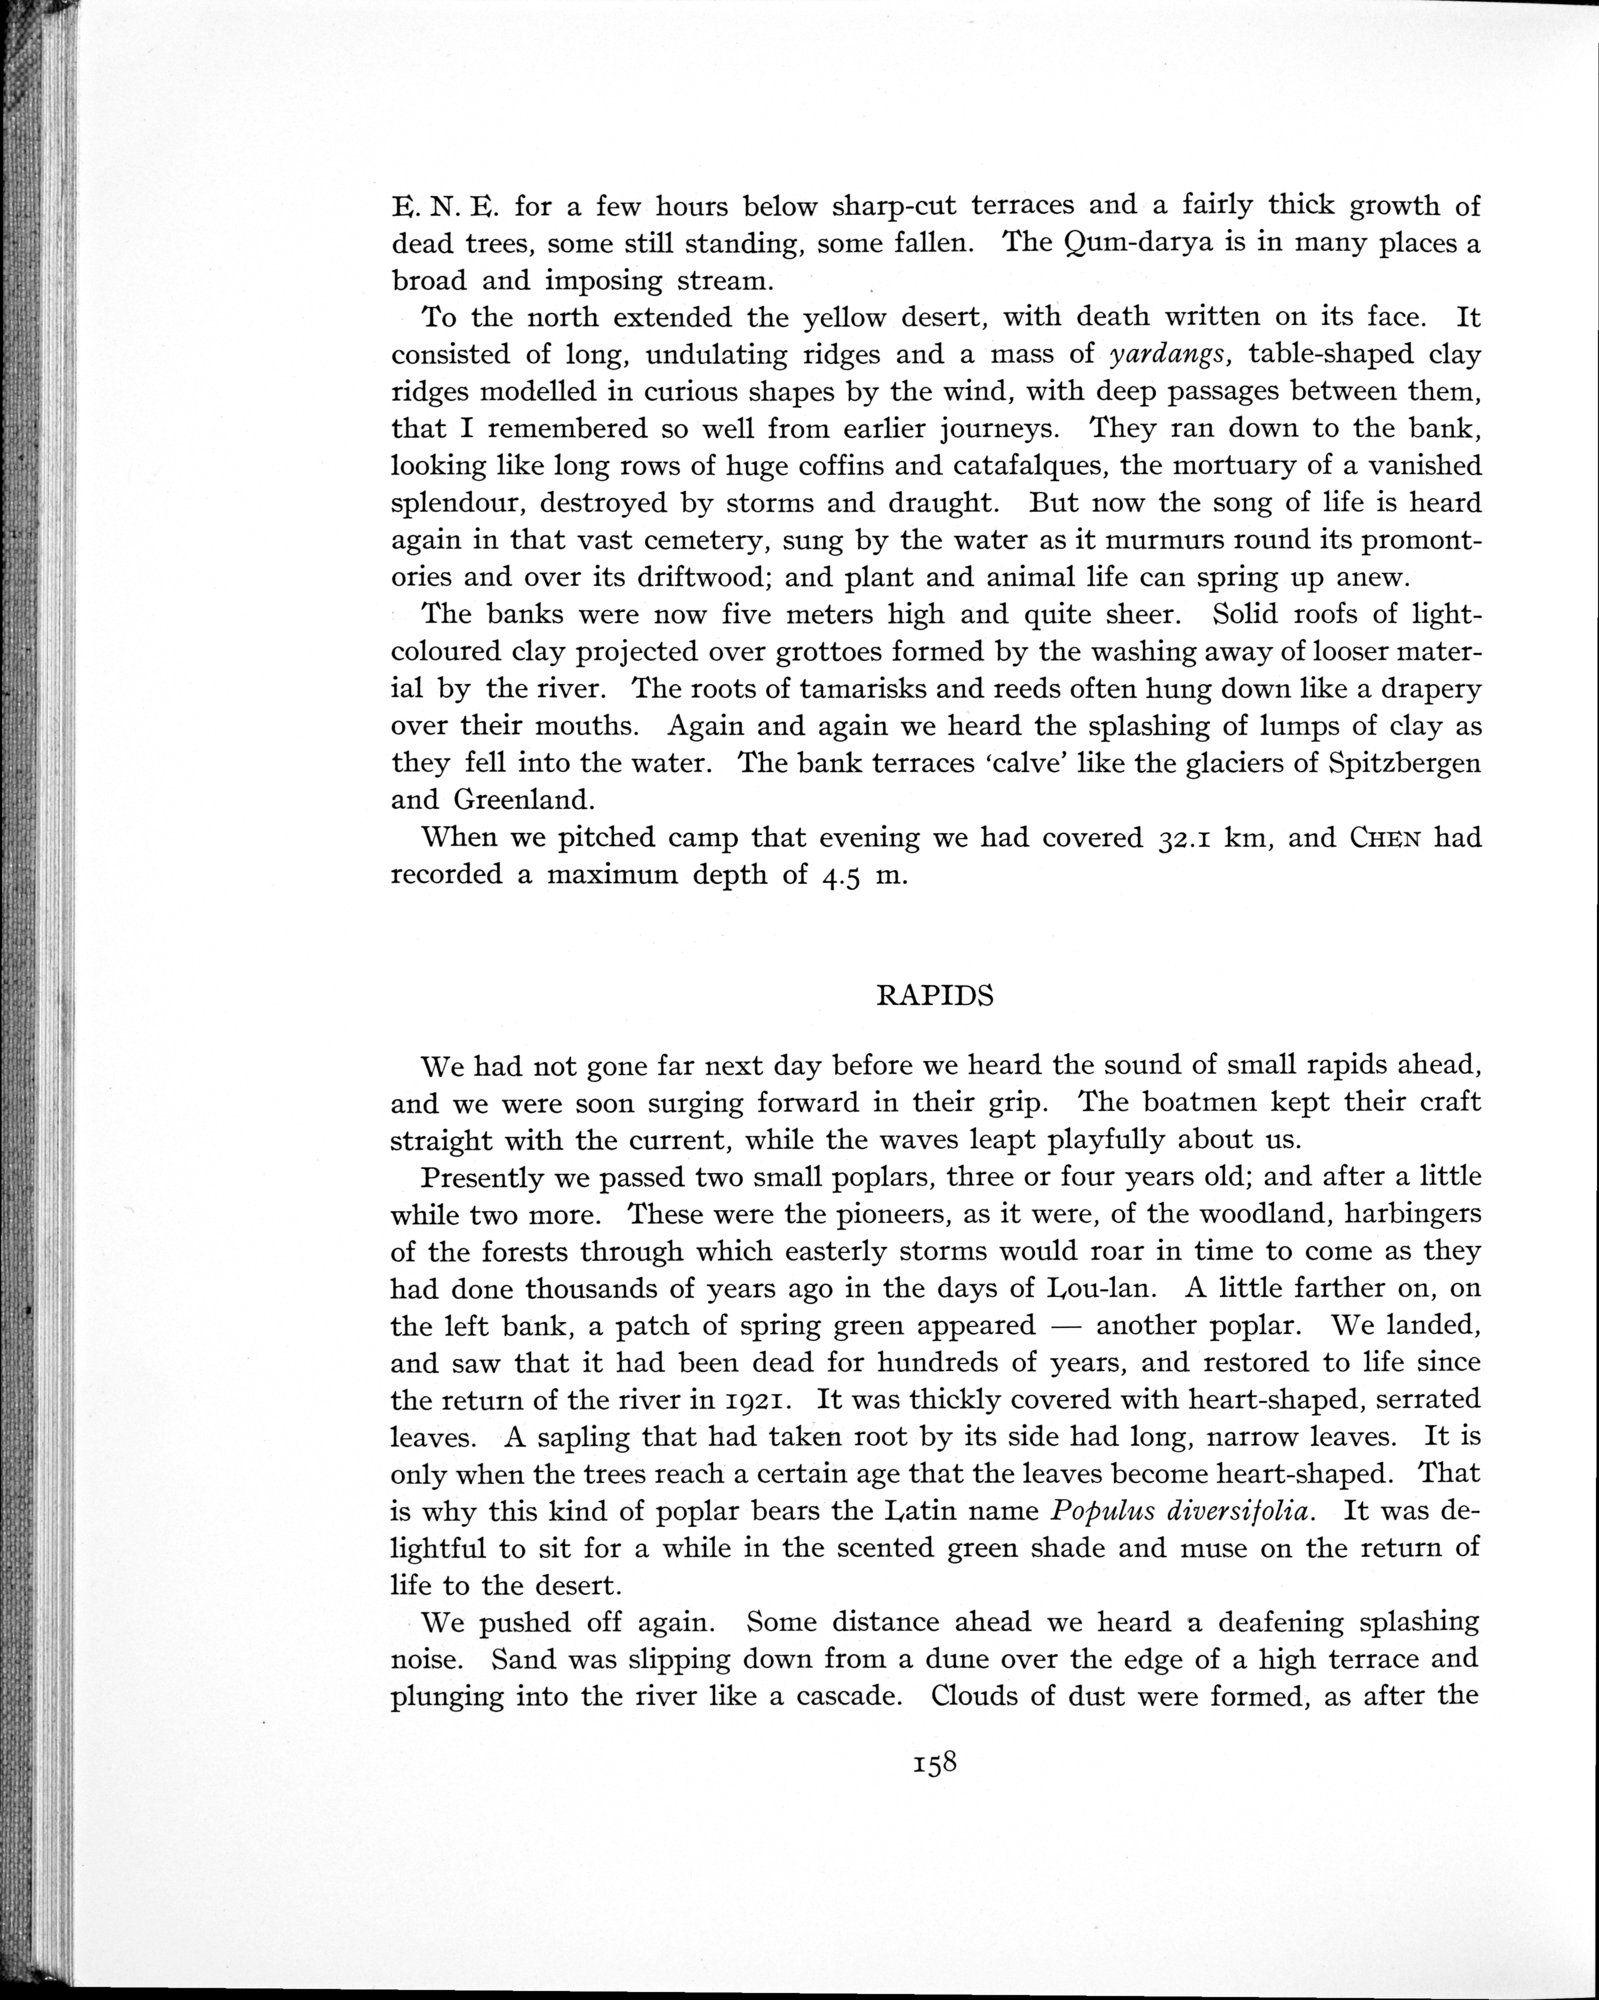 E. N. E. for a few hours below sharp-cut terraces and a fairly thick growth of
dead trees, some still standing, some fallen. The Qum-darya is in many places a
broad and imposing stream.
To the north extended the yellow desert, with death written on its face. It
consisted of long, undulating ridges and a mass of yardangs, table-shaped clay
ridges modelled in curious shapes by the wind, with deep passages between them,
that I remembered so well from earlier journeys. They ran down to the bank,
looking like long rows of huge coffins and catafalques, the mortuary of a vanished
splendour, destroyed by storms and draught. But now the song of life is heard
again in that vast cemetery, sung by the water as it murmurs round its promont-
ories and over its driftwood; and plant and animal life can spring up anew.
The banks were now five meters high and quite sheer. Solid roofs of light-
coloured clay projected over grottoes formed by the washing away of looser mater-
ial by the river. The roots of tamarisks and reeds often hung down like a drapery
over their mouths. Again and again we heard the splashing of lumps of clay as
they fell into the water. The bank terraces ‘calve’ like the glaciers of Spitzbergen
and Greenland.
When we pitched camp that evening we had covered 32.1 km, and CHEN had
recorded a maximum depth of 4.5 m.
RAPIDS
We had not gone far next day before we heard the sound of small rapids ahead,
and we were soon surging forward in their grip. The boatmen kept their craft
straight with the current, while the waves leapt playfully about us.
Presently we passed two small poplars, three or four years old; and after a little
while two more. These were the pioneers, as it were, of the woodland, harbingers
of the forests through which easterly storms would roar in time to come as they
had done thousands of years ago in the days of Lou-lan. A little farther on, on
the left bank, a patch of spring green appeared — another poplar. We landed,
and saw that it had been dead for hundreds of years, and restored to life since
the return of the river in 1921. It was thickly covered with heart-shaped, serrated
leaves. A sapling that had taken root by its side had long, narrow leaves. It is
only when the trees reach a certain age that the leaves become heart-shaped. That
is why this kind of poplar bears the Latin name Populus diversifolia. It was de-
lightful to sit for a while in the scented green shade and muse on the return of
life to the desert.
We pushed off again. Some distance ahead we heard a deafening splashing
noise. Sand was slipping down from a dune over the edge of a high terrace and
plunging into the river like a cascade. Clouds of dust were formed, as after the
158